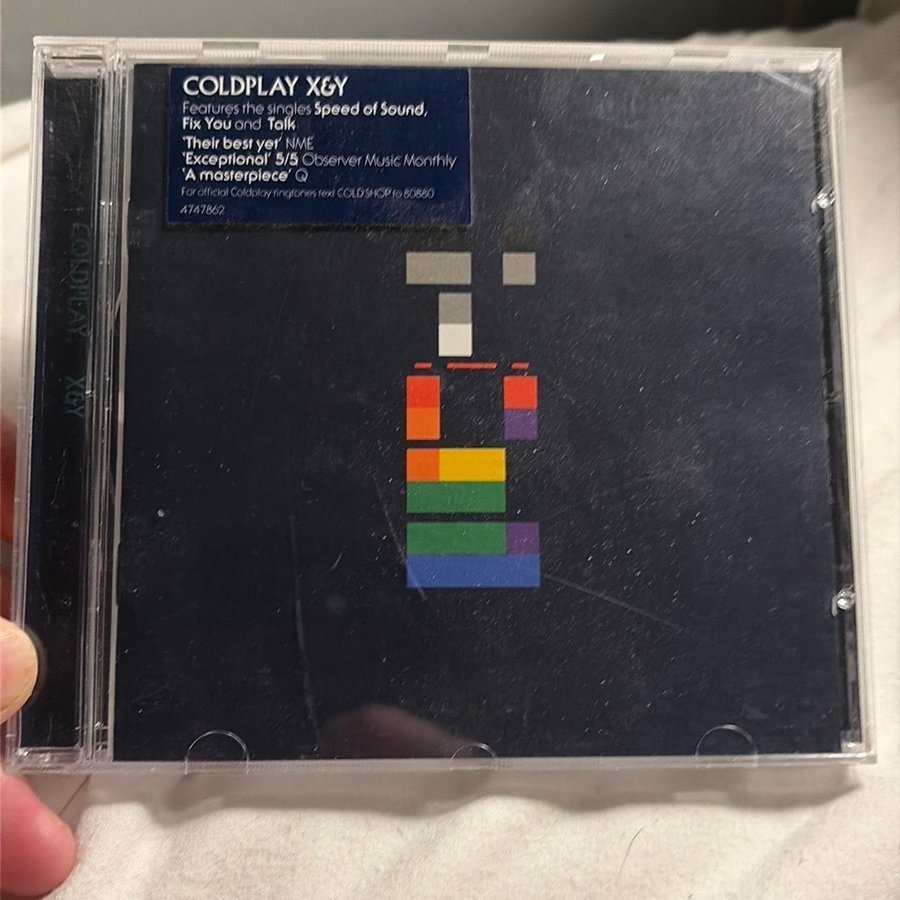 COLDPLAY X&Y
Features the singles Speed of Sound,
Fix You and Talk
'Their best yet' NME
'Exceptional' 5/5 Observer Music Monthly
'A masterpiece' Q
For official Coldplay ringtones text COLD SHOP to 80880
4747862
COLDPLAY X&Y